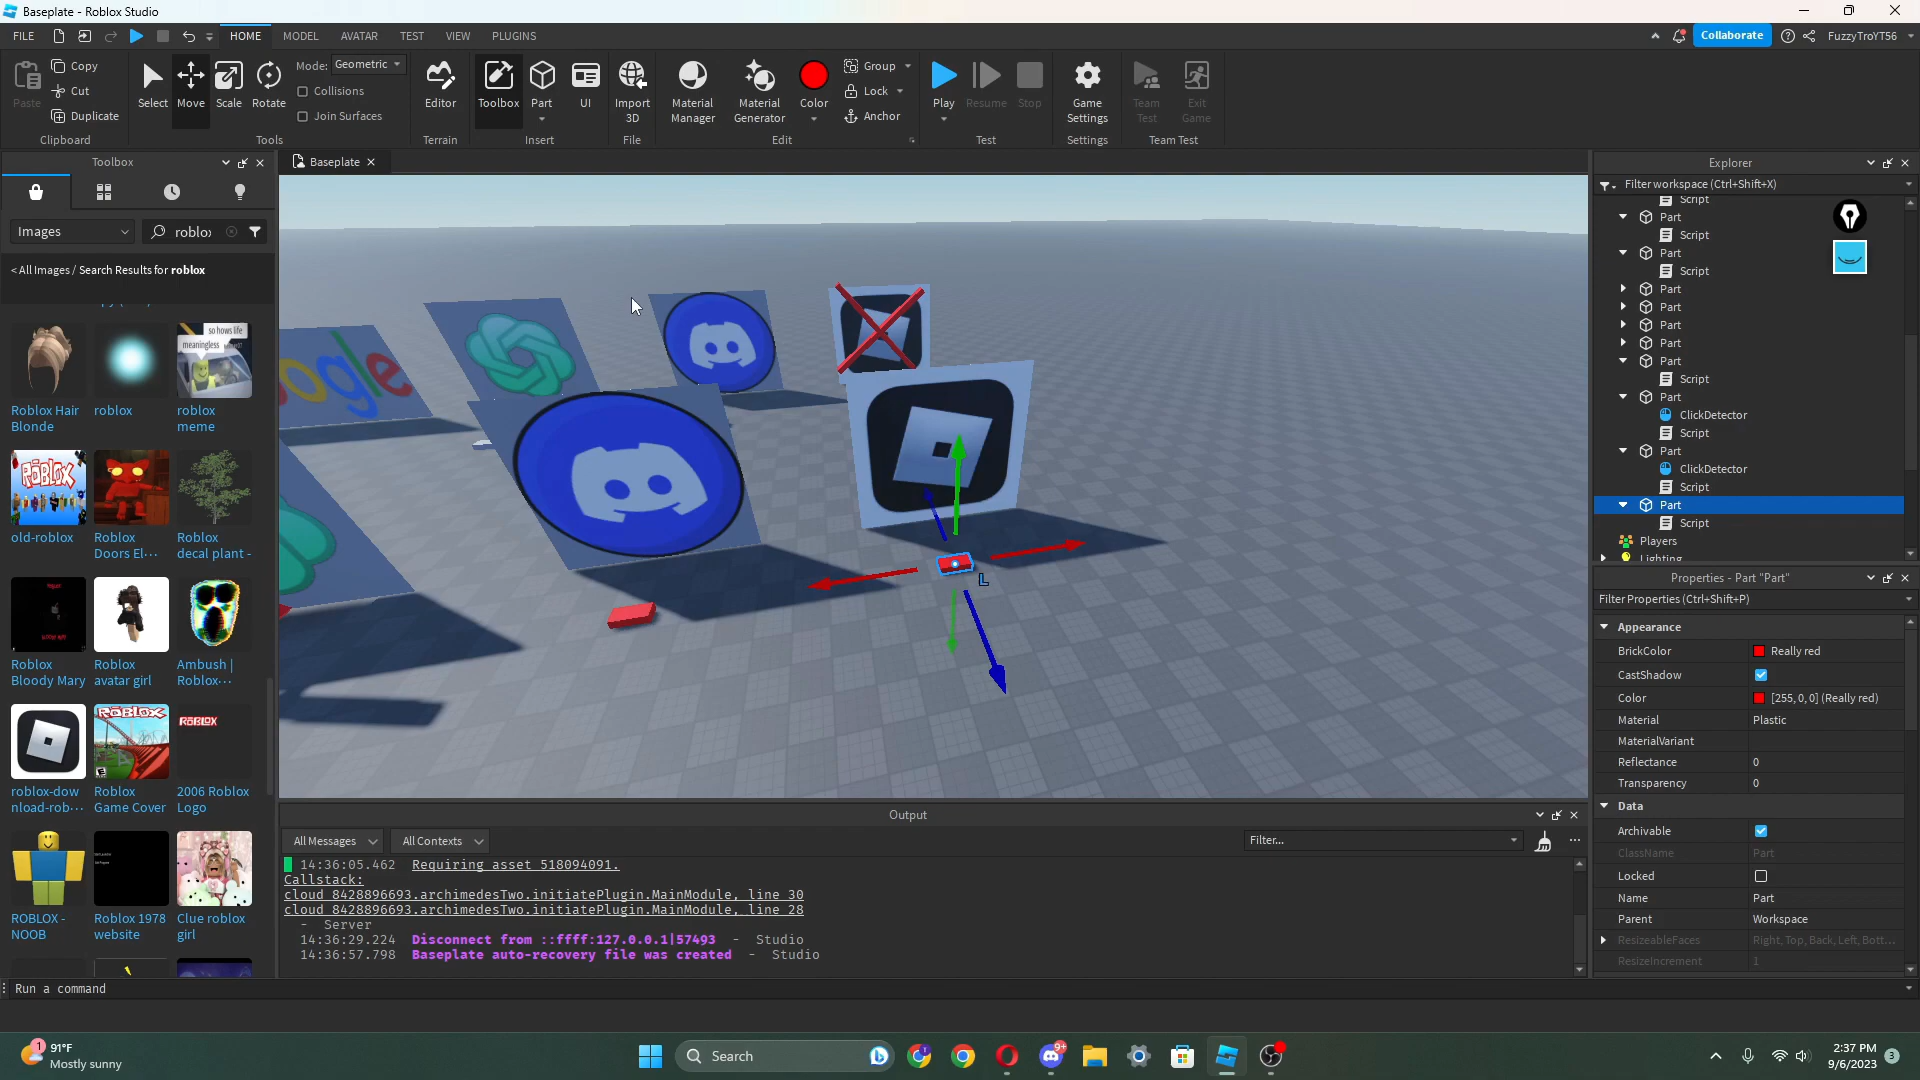 Baseplate - Roblox Studio
FILE HOME MODEL AVATAR TEST VIEW PLUGINS Collaborate FuzzyTroYT56
Paste Copy Cut Duplicate
Clipboard
Select Move Scale Rotate
Mode: Geometric
Collisions
Join Surfaces
Tools
Editor
Terrain
Toolbox Part UI
Insert
Import 3D
File
Material Manager
Material Generator
Color
Group
Lock
Anchor
Edit
Play Resume Stop
Test
Game Settings
Settings
Team Test
Exit Game
Team Test
Toolbox
Images
roblox
< All Images / Search Results for roblox
so hows life
meaningless
Roblox Hair Blonde
roblox
roblox meme
ROBLOX
old-roblox
Roblox Doors El···
Roblox decal plant -
Roblox Bloody Mary
Roblox avatar girl
Ambush | Roblox···
ROBLOX
ROBLOX
roblox-dow nload-rob···
Roblox Game Cover
2006 Roblox Logo
ROBLOX - NOOB
Roblox 1978 website
Clue roblox girl
Baseplate
ogle
L
Output
All Messages
All Contexts
Filter...
14:36:05.462 Requiring asset 518094091.
Callstack:
cloud_8428896693.archimedesTwo.initiatePlugin.MainModule, line 30
cloud_8428896693.archimedesTwo.initiatePlugin.MainModule, line 28
- Server
14:36:29.224 Disconnect from ::ffff:127.0.0.1|57493 - Studio
14:36:57.798 Baseplate auto-recovery file was created - Studio
Run a command
Explorer
Filter workspace (Ctrl+Shift+X)
Script
Part
Script
Part
Script
Part
Part
Part
Part
Part
Script
Part
ClickDetector
Script
Part
ClickDetector
Script
Part
Script
Players
Lighting
Properties - Part "Part"
Filter Properties (Ctrl+Shift+P)
Appearance
BrickColor Really red
CastShadow
Color [255, 0, 0] (Really red)
Material Plastic
MaterialVariant
Reflectance 0
Transparency 0
Data
Archivable
ClassName Part
Locked
Name Part
Parent Workspace
ResizeableFaces Right, Top, Back, Left, Bott...
ResizeIncrement 1
1
91°F
Mostly sunny
Search
9+
2:37 PM
9/6/2023
3